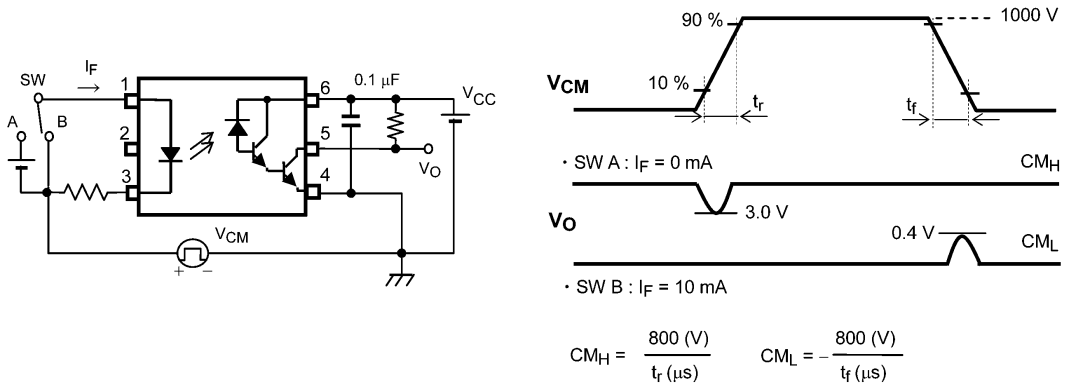 SW
I_F
A
B
1
2
3
6
5
4
0.1 μF
V_CC
V_O
V_CM
+
−
V_CM
90 %
10 %
1000 V
t_r
t_f
・SW A : I_F = 0 mA
CM_H
3.0 V
V_O
0.4 V
CM_L
・SW B : I_F = 10 mA
CM_H = 800 (V) / t_r (μs)
CM_L = − 800 (V) / t_f (μs)